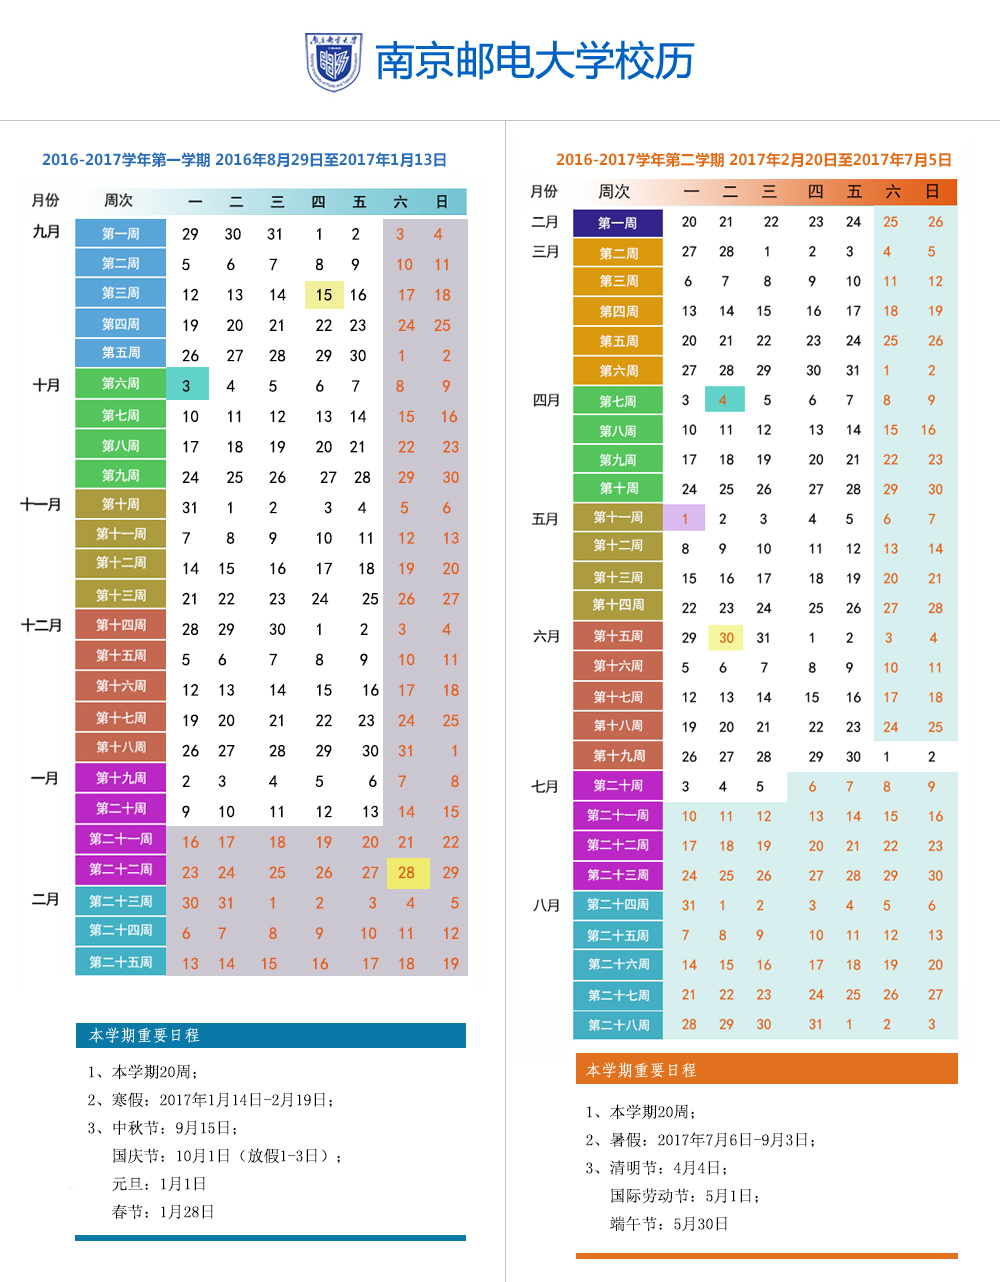 南京邮电大学校历
2016-2017学年第一学期 2016年8月29日至2017年1月13日
月份 周次 一 二 三 四 五 六 日
九月 第一周 29 30 31 1 2 3 4
第二周 5 6 7 8 9 10 11
第三周 12 13 14 15 16 17 18
第四周 19 20 21 22 23 24 25
第五周 26 27 28 29 30 1 2
十月 第六周 3 4 5 6 7 8 9
第七周 10 11 12 13 14 15 16
第八周 17 18 19 20 21 22 23
第九周 24 25 26 27 28 29 30
十一月 第十周 31 1 2 3 4 5 6
第十一周 7 8 9 10 11 12 13
第十二周 14 15 16 17 18 19 20
第十三周 21 22 23 24 25 26 27
十二月 第十四周 28 29 30 1 2 3 4
第十五周 5 6 7 8 9 10 11
第十六周 12 13 14 15 16 17 18
第十七周 19 20 21 22 23 24 25
第十八周 26 27 28 29 30 31 1
一月 第十九周 2 3 4 5 6 7 8
第二十周 9 10 11 12 13 14 15
第二十一周 16 17 18 19 20 21 22
第二十二周 23 24 25 26 27 28 29
二月 第二十三周 30 31 1 2 3 4 5
第二十四周 6 7 8 9 10 11 12
第二十五周 13 14 15 16 17 18 19
本学期重要日程
1、本学期20周;
2、寒假: 2017年1月14日-2月19日;
3、中秋节: 9月15日;
国庆节: 10月1日 (放假1-3日);
元旦: 1月1日
春节: 1月28日
2016-2017学年第二学期 2017年2月20日至2017年7月5日
月份 周次 一 二 三 四 五 六 日
二月 第一周 20 21 22 23 24 25 26
三月 第二周 27 28 1 2 3 4 5
第三周 6 7 8 9 10 11 12
第四周 13 14 15 16 17 18 19
第五周 20 21 22 23 24 25 26
第六周 27 28 29 30 31 1 2
四月 第七周 3 4 5 6 7 8 9
第八周 10 11 12 13 14 15 16
第九周 17 18 19 20 21 22 23
第十周 24 25 26 27 28 29 30
五月 第十一周 1 2 3 4 5 6 7
第十二周 8 9 10 11 12 13 14
第十三周 15 16 17 18 19 20 21
第十四周 22 23 24 25 26 27 28
六月 第十五周 29 30 31 1 2 3 4
第十六周 5 6 7 8 9 10 11
第十七周 12 13 14 15 16 17 18
第十八周 19 20 21 22 23 24 25
第十九周 26 27 28 29 30 1 2
七月 第二十周 3 4 5 6 7 8 9
第二十一周 10 11 12 13 14 15 16
第二十二周 17 18 19 20 21 22 23
第二十三周 24 25 26 27 28 29 30
八月 第二十四周 31 1 2 3 4 5 6
第二十五周 7 8 9 10 11 12 13
第二十六周 14 15 16 17 18 19 20
第二十七周 21 22 23 24 25 26 27
第二十八周 28 29 30 31 1 2 3
本学期重要日程
1、本学期20周;
2、暑假: 2017年7月6日-9月3日;
3、清明节: 4月4日;
国际劳动节: 5月1日;
端午节: 5月30日